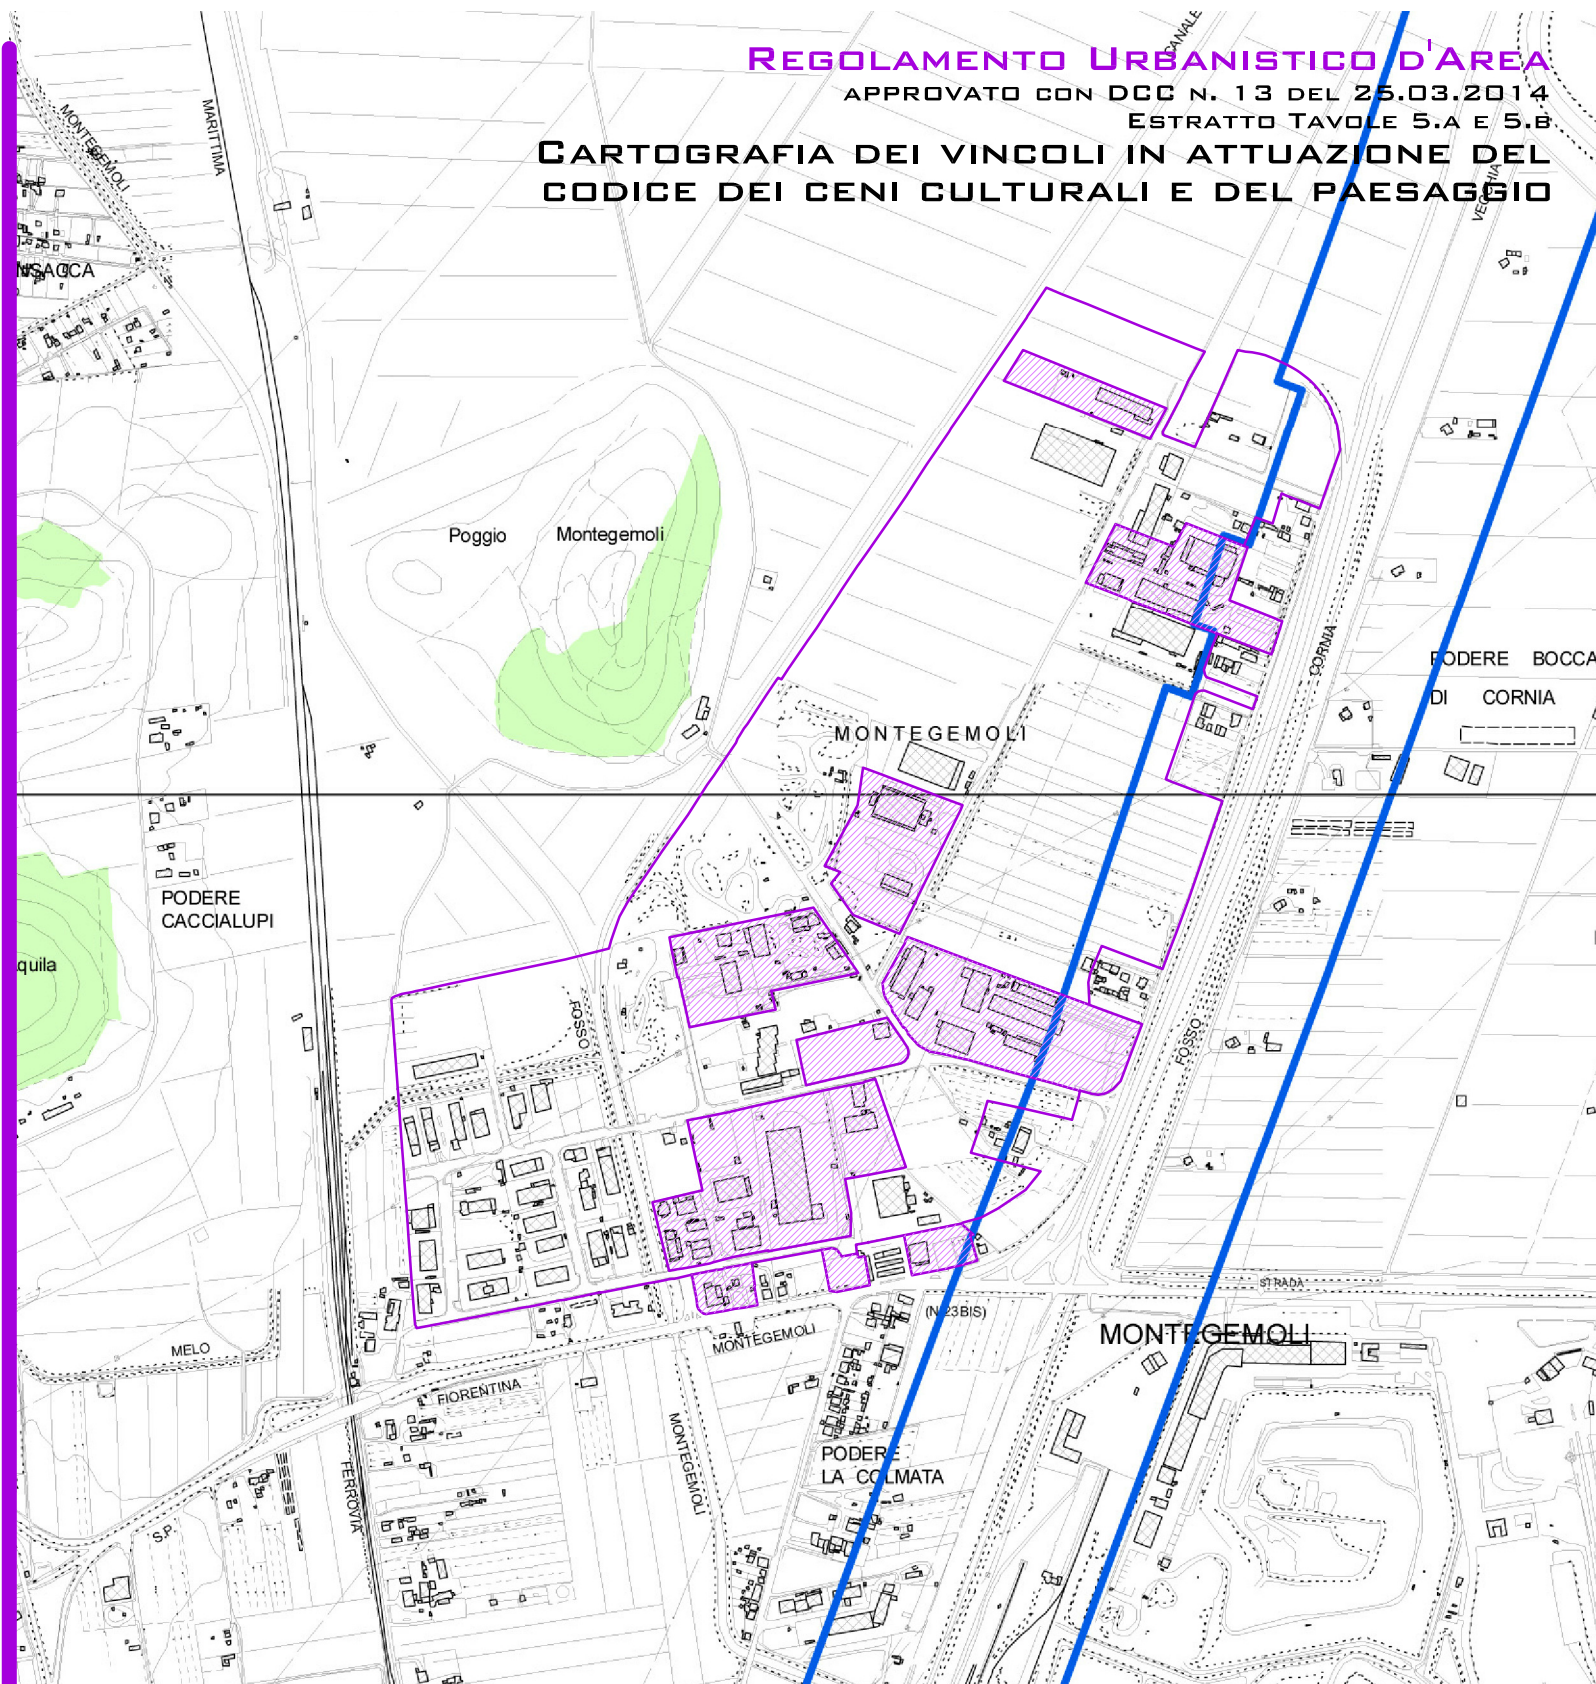 REGOLAMENTO URBANISTICO D'AREA
APPROVATO CON DCC N. 13 DEL 25.03.2014
ESTRATTO TAVOLE 5.A E 5.B
CARTOGRAFIA DEI VINCOLI IN ATTUAZIONE DEL
CODICE DEI CENI CULTURALI E DEL PAESAGGIO
CANALE
MONTEGEMOLI
MARITTIMA
VECCHIA
NSACCA
Poggio Montegemoli
CORNIA
PODERE BOCCA
DI CORNIA
MONTEGEMOLI
PODERE
CACCIALUPI
quila
FOSSO
FOSSO
STRADA
(N.23BIS)
MONTEGEMOLI
MONTEGEMOLI
MELO
FIORENTINA
MONTEGEMOLI
PODERE
LA COLMATA
FERROVIA
S.P.